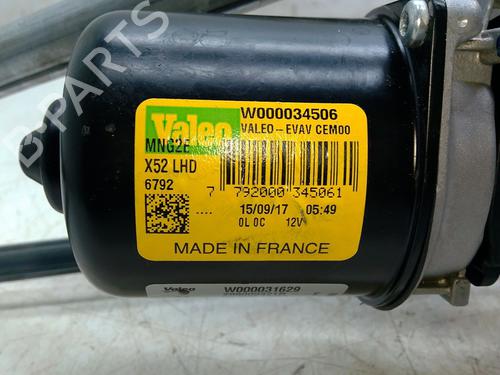 Valeo
W000034506
VALEO-EVAV CEM00
MNG2E
X52 LHD
6792
7 792000 345061
15/09/17 05:49
0L 0C 12V
MADE IN FRANCE
Valeo
W000031629